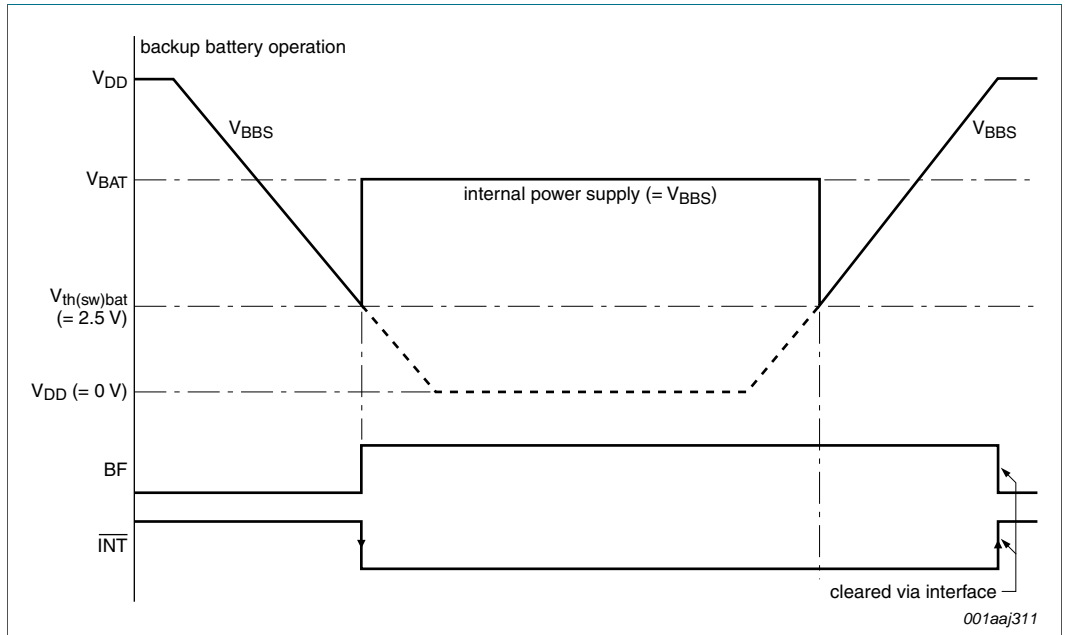 backup battery operation
VDD
VBBS
VBBS
VBAT
internal power supply (= VBBS)
Vth(sw)bat
(= 2.5 V)
VDD (= 0 V)
BF
INT
cleared via interface
001aaj311